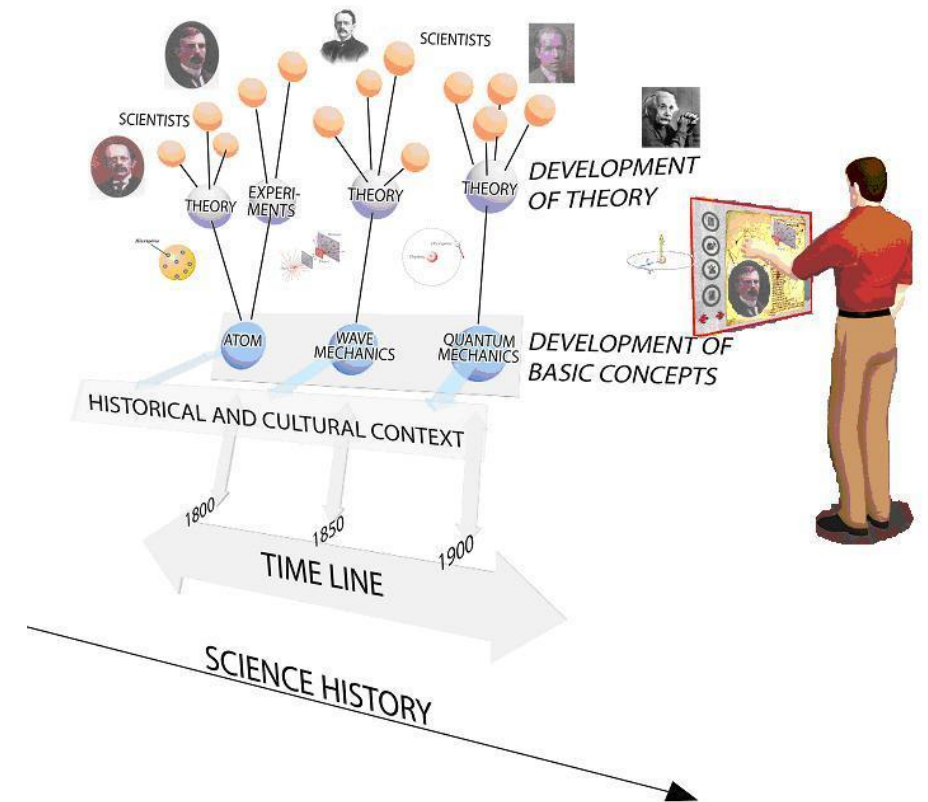 SCIENTISTS
SCIENTISTS
DEVELOPMENT
OF THEORY
THEORY
EXPERI-
MENTS
THEORY
THEORY
ATOM
WAVE
MECHANICS
QUANTUM
MECHANICS
DEVELOPMENT OF
BASIC CONCEPTS
HISTORICAL AND CULTURAL CONTEXT
1800
1850
1900
TIME LINE
SCIENCE HISTORY